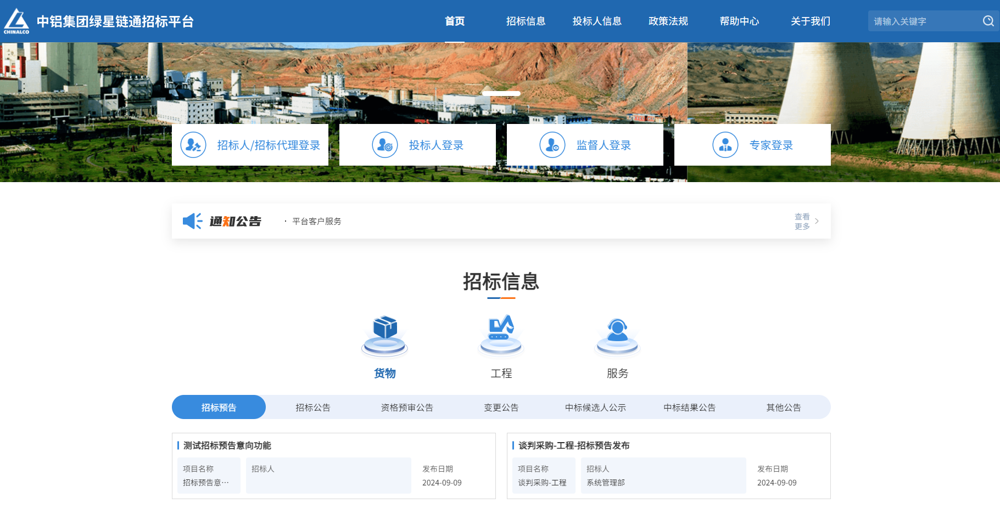 CHINALCO
中铝集团绿星链通招标平台
首页
招标信息
投标人信息
政策法规
帮助中心
关于我们
请输入关键字
招标人/招标代理登录
投标人登录
监督人登录
专家登录
通知公告
· 平台客户服务
查看
更多
招标信息
货物
工程
服务
招标预告
招标公告
资格预审公告
变更公告
中标候选人公示
中标结果公告
其他公告
测试招标预告意向功能
项目名称
招标预告意···
招标人
发布日期
2024-09-09
谈判采购-工程-招标预告发布
项目名称
谈判采购-工程
招标人
系统管理部
发布日期
2024-09-09